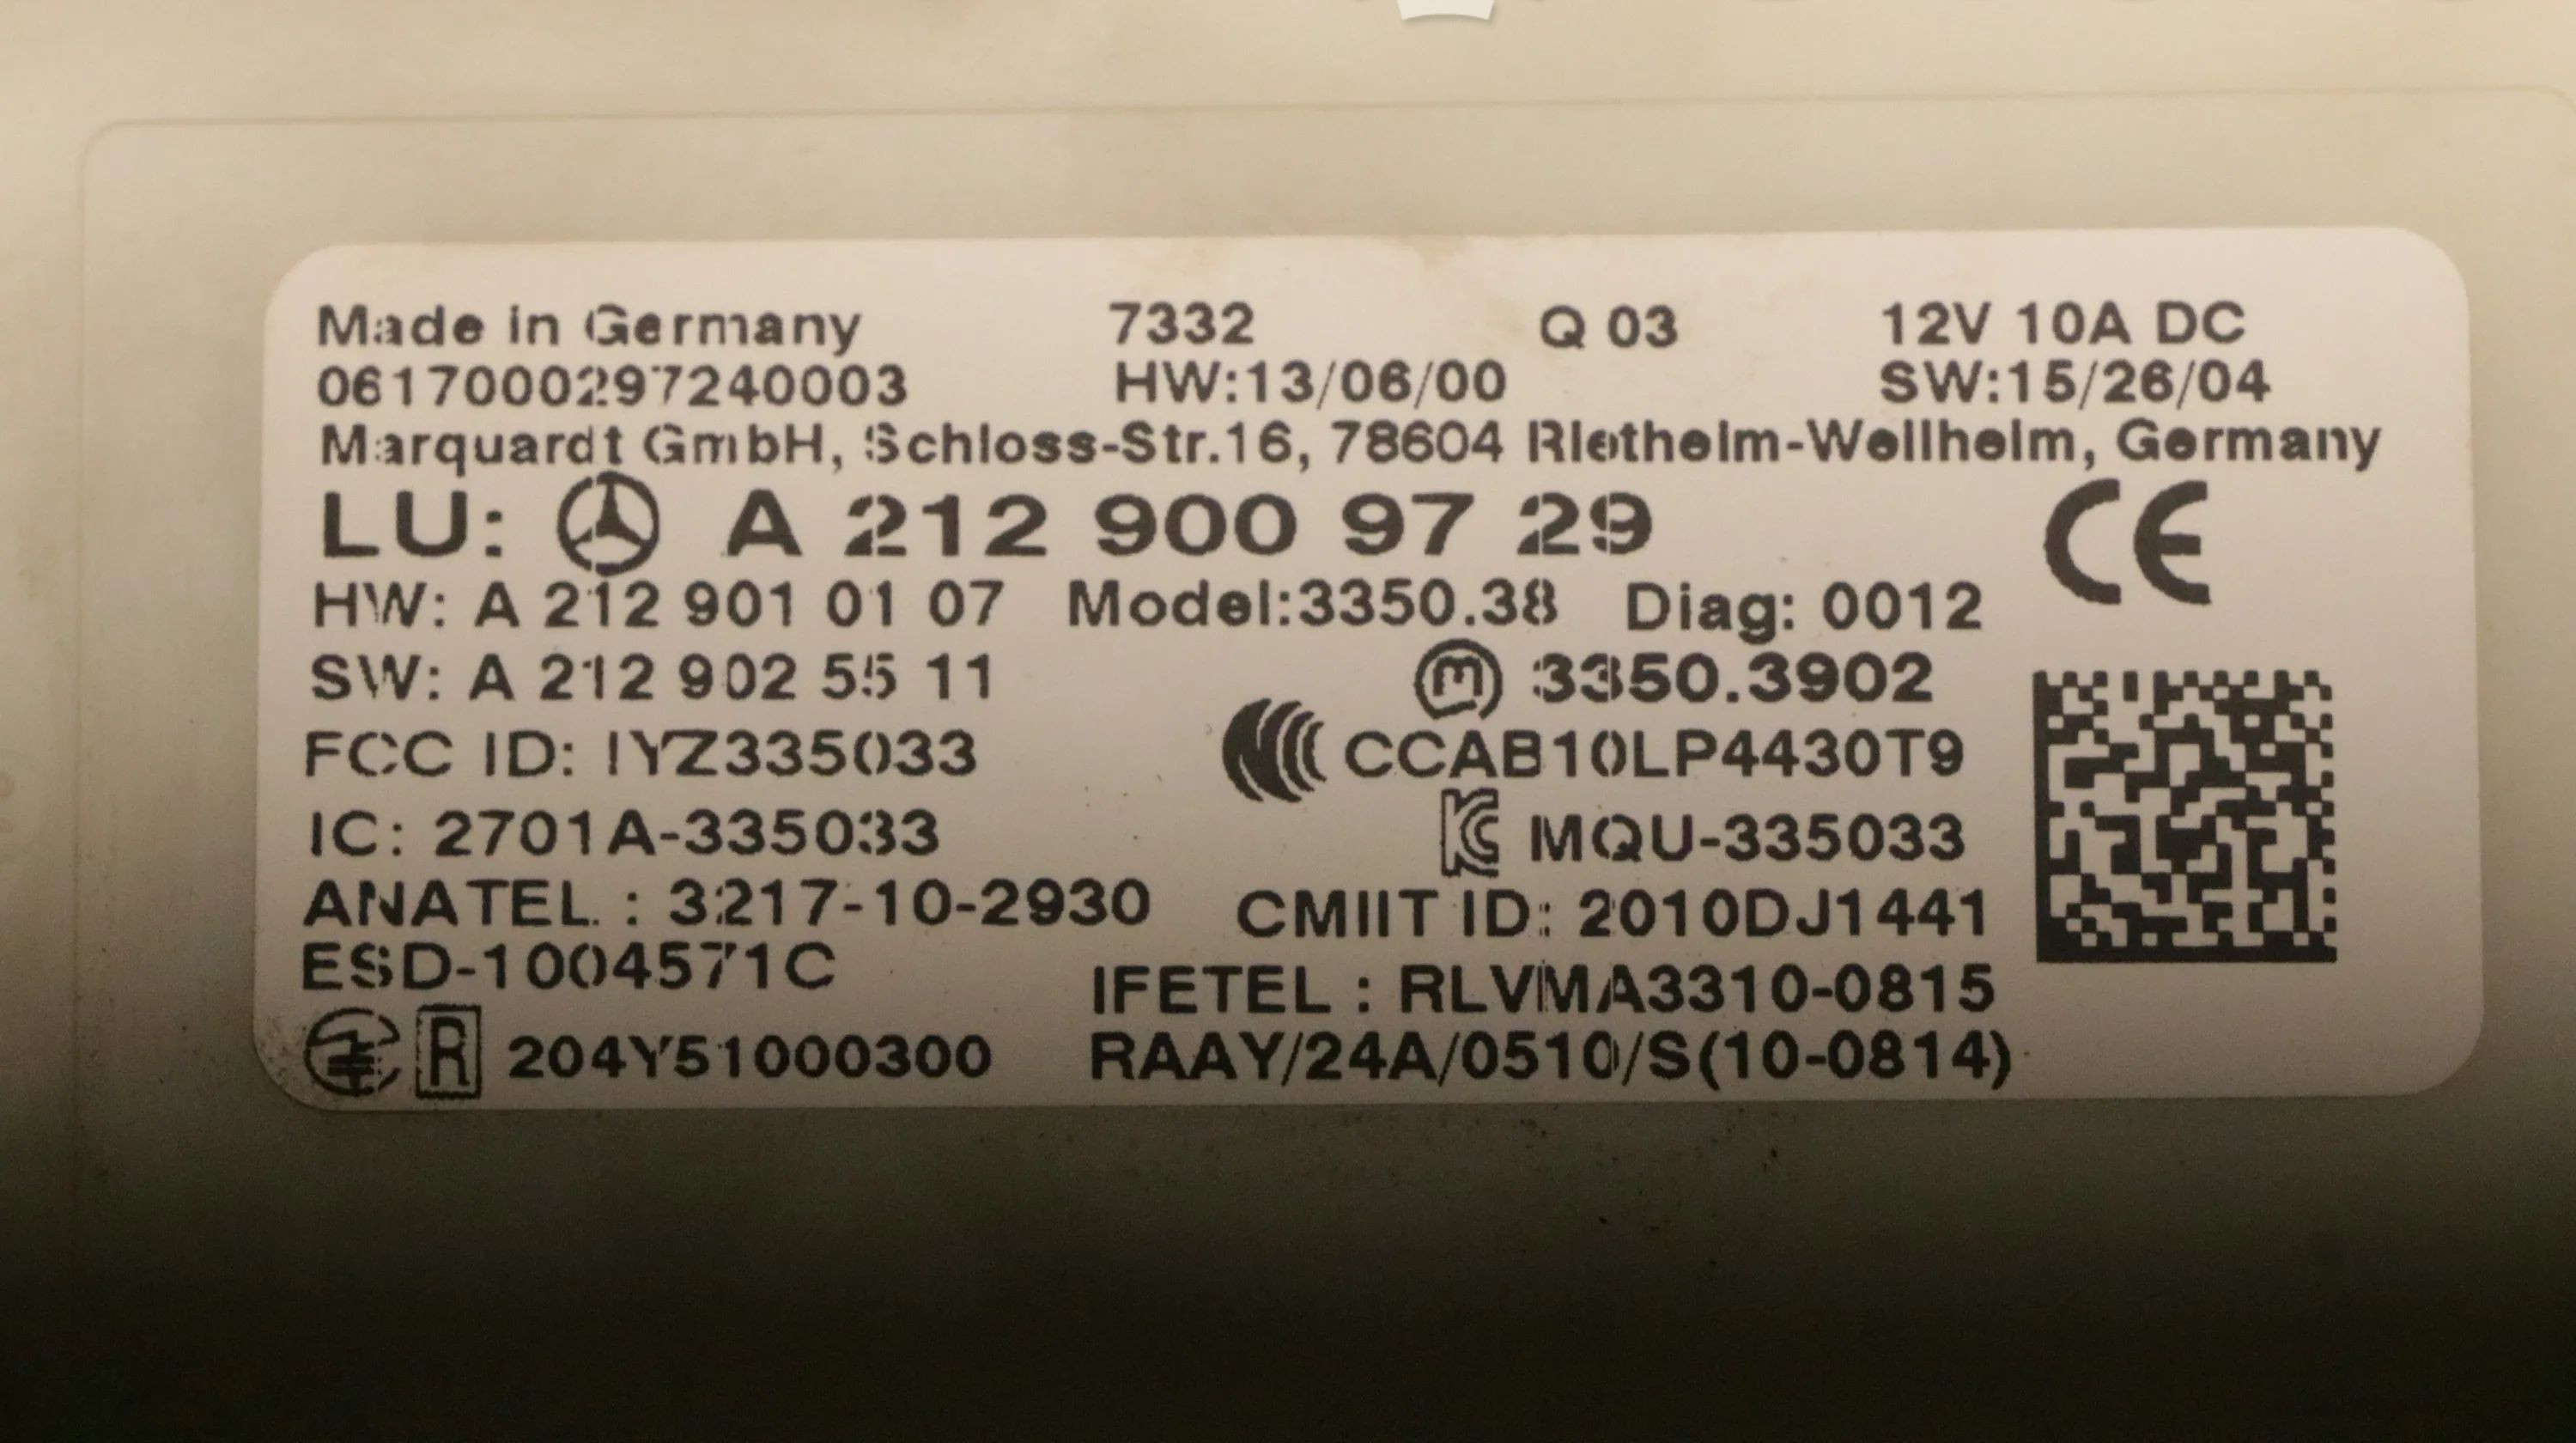 Made in Germany 7332 Q 03 12V 10A DC
0617000297240003 HW:13/06/00 SW:15/26/04
Marquardt GmbH, Schloss-Str.16, 78604 Rietheim-Weilheim, Germany
LU: A 212 900 97 29 CE
HW: A 212 901 01 07 Model:3350.38 Diag: 0012
SW: A 212 902 55 11 m 3350.3902
FCC ID: IYZ335033 CCAB10LP4430T9
IC: 2701A-335033 KC MQU-335033
ANATEL : 3217-10-2930 CMIIT ID: 2010DJ1441
ESD-1004571C IFETEL : RLVMA3310-0815
R 204Y51000300 RAAY/24A/0510/S(10-0814)